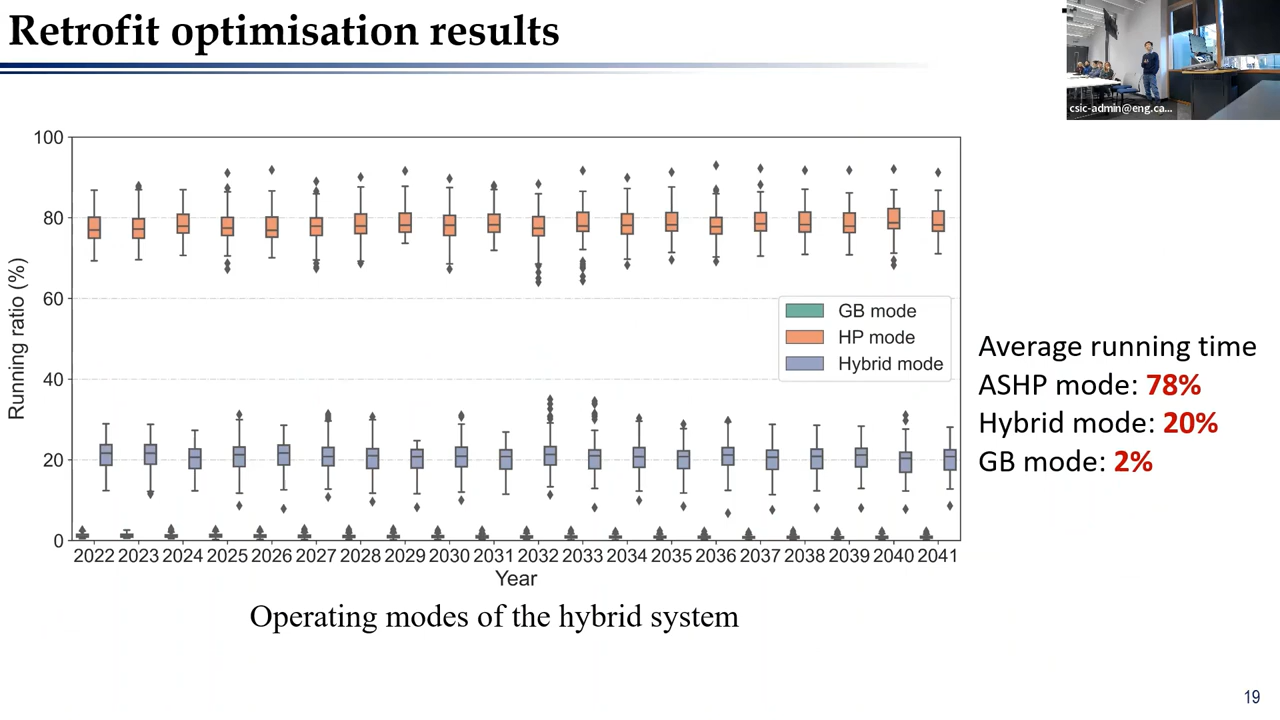 Retrofit optimisation results
csic-admin@eng.ca...
100
80
60
40
20
0
Running ratio (%)
GB mode
HP mode
Hybrid mode
2022 2023 2024 2025 2026 2027 2028 2029 2030 2031 2032 2033 2034 2035 2036 2037 2038 2039 2040 2041
Year
Operating modes of the hybrid system
Average running time
ASHP mode: 78%
Hybrid mode: 20%
GB mode: 2%
19